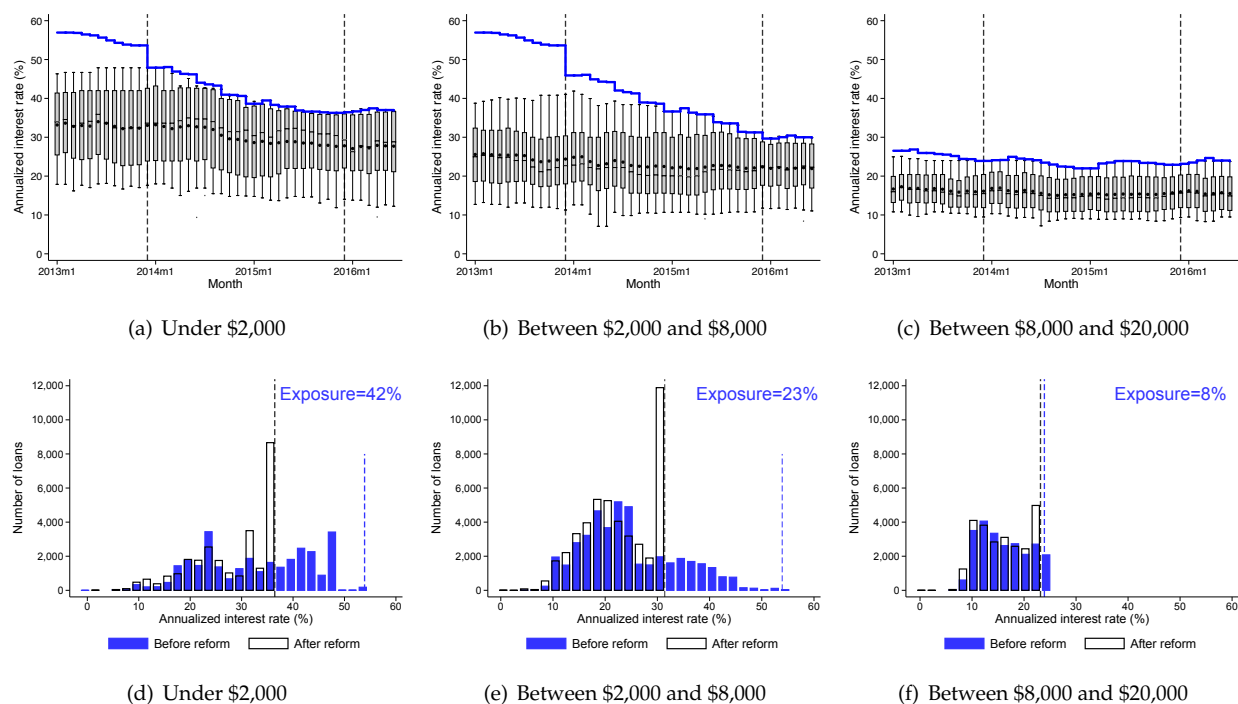 60
50
40
30
20
10
0
Annualized interest rate (%)
2013m1 2014m1 2015m1 2016m1
Month
(a) Under $2,000
60
50
40
30
20
10
0
Annualized interest rate (%)
2013m1 2014m1 2015m1 2016m1
Month
(b) Between $2,000 and $8,000
60
50
40
30
20
10
0
Annualized interest rate (%)
2013m1 2014m1 2015m1 2016m1
Month
(c) Between $8,000 and $20,000
Exposure=42%
12,000
10,000
8,000
6,000
4,000
2,000
0
Number of loans
0 10 20 30 40 50 60
Annualized interest rate (%)
Before reform After reform
(d) Under $2,000
Exposure=23%
12,000
10,000
8,000
6,000
4,000
2,000
0
Number of loans
0 10 20 30 40 50 60
Annualized interest rate (%)
Before reform After reform
(e) Between $2,000 and $8,000
Exposure=8%
12,000
10,000
8,000
6,000
4,000
2,000
0
Number of loans
0 10 20 30 40 50 60
Annualized interest rate (%)
Before reform After reform
(f) Between $8,000 and $20,000